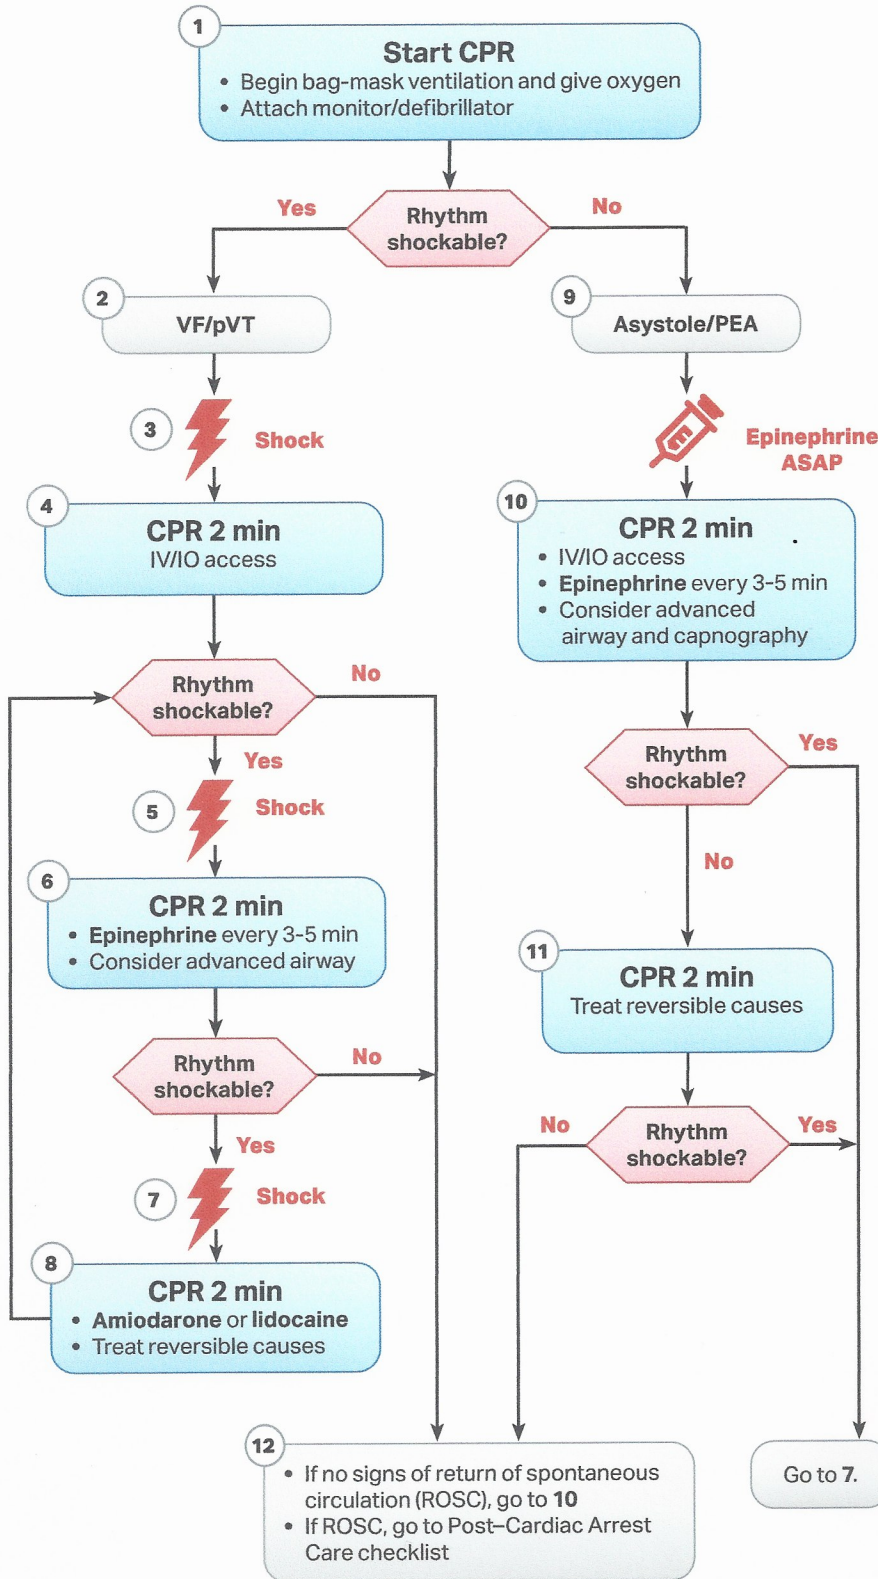 1
Start CPR
• Begin bag-mask ventilation and give oxygen
• Attach monitor/defibrillator
Yes
Rhythm
shockable?
No
2
VF/pVT
9
Asystole/PEA
3
Shock
Epinephrine
ASAP
4
CPR 2 min
IV/IO access
10
CPR 2 min
• IV/IO access
• Epinephrine every 3-5 min
• Consider advanced
airway and capnography
Rhythm
shockable?
No
Yes
Rhythm
shockable?
Yes
No
5
Shock
6
CPR 2 min
• Epinephrine every 3-5 min
• Consider advanced airway
11
CPR 2 min
Treat reversible causes
Rhythm
shockable?
No
Yes
No
Rhythm
shockable?
Yes
7
Shock
8
CPR 2 min
• Amiodarone or lidocaine
• Treat reversible causes
12
• If no signs of return of spontaneous
circulation (ROSC), go to 10
• If ROSC, go to Post–Cardiac Arrest
Care checklist
Go to 7.